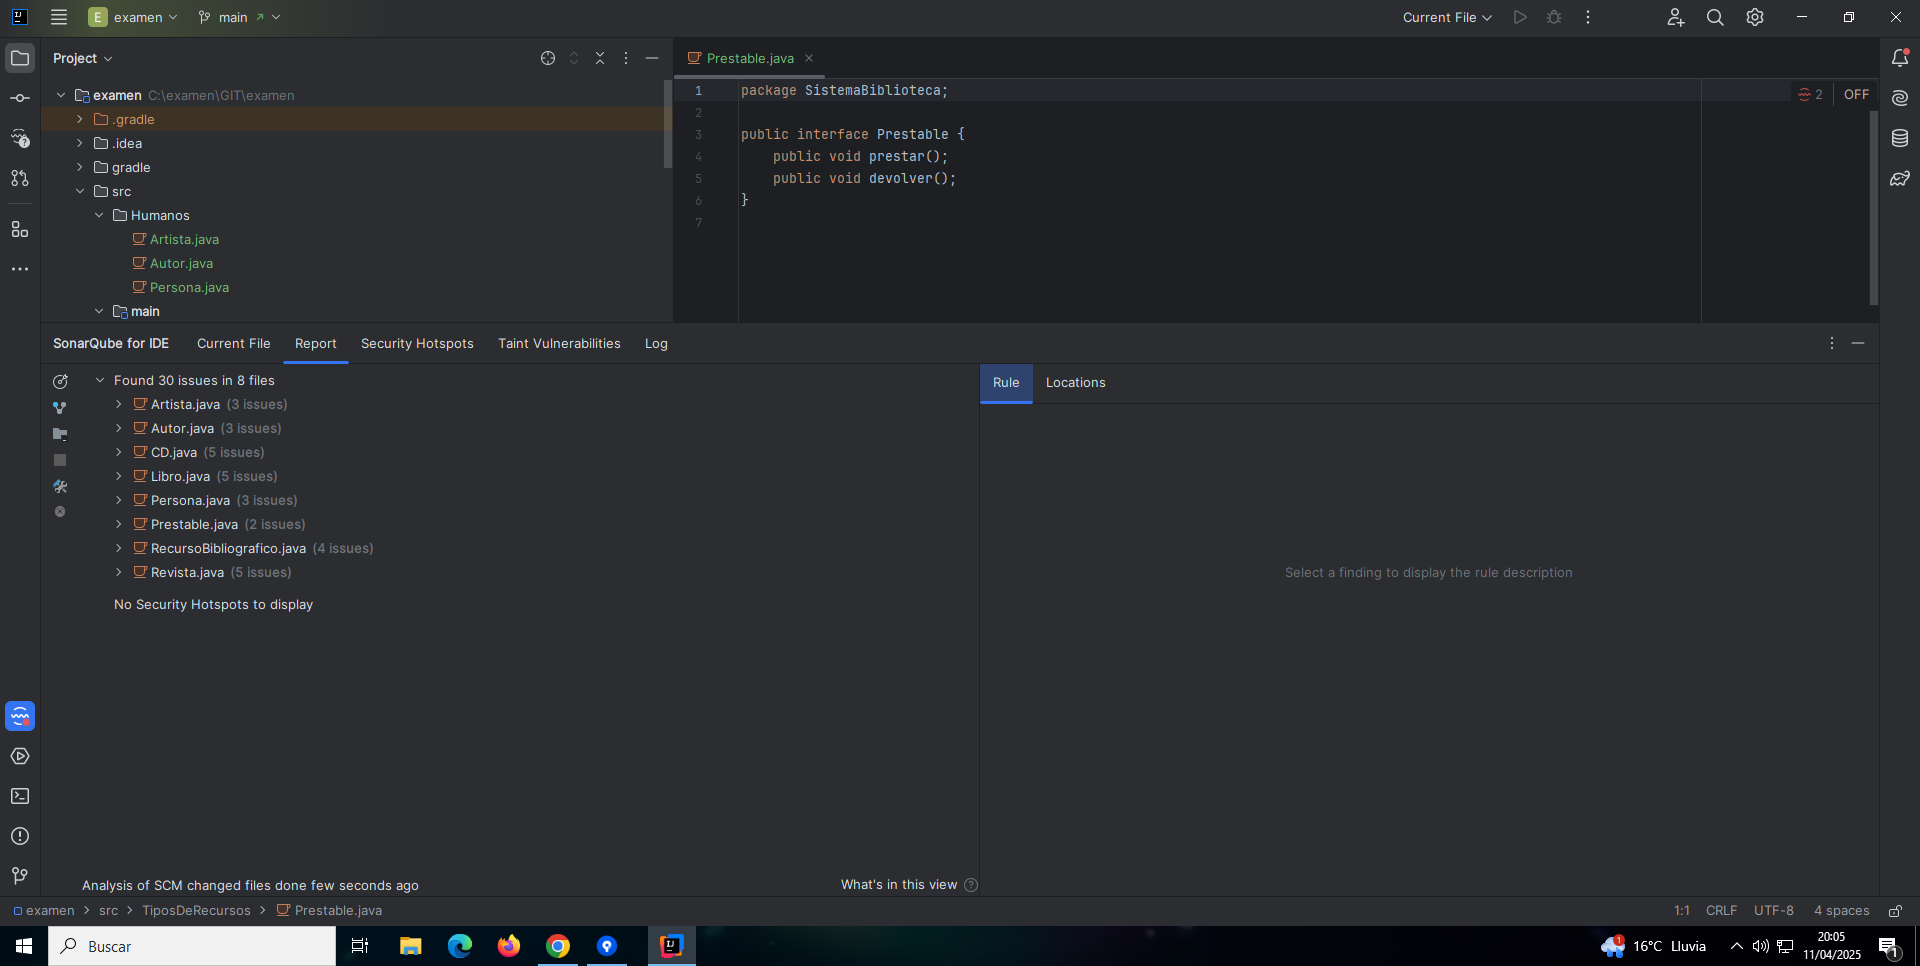 E examen main Current File
Project
examen C:\examen\GIT\examen
.gradle
.idea
gradle
src
Humanos
Artista.java
Autor.java
Persona.java
main
Prestable.java
2 OFF
1 package SistemaBiblioteca;
2
3 public interface Prestable {
4 public void prestar();
5 public void devolver();
6 }
7
SonarQube for IDE Current File Report Security Hotspots Taint Vulnerabilities Log
Found 30 issues in 8 files
Artista.java (3 issues)
Autor.java (3 issues)
CD.java (5 issues)
Libro.java (5 issues)
Persona.java (3 issues)
Prestable.java (2 issues)
RecursoBibliografico.java (4 issues)
Revista.java (5 issues)
No Security Hotspots to display
Rule Locations
Select a finding to display the rule description
Analysis of SCM changed files done few seconds ago What's in this view
examen src TiposDeRecursos Prestable.java 1:1 CRLF UTF-8 4 spaces
Buscar
1 16°C Lluvia
20:05
11/04/2025
1